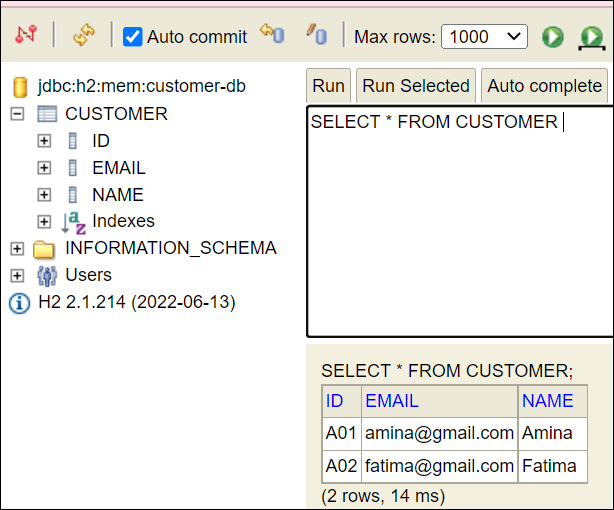 Auto commit Max rows: 1000
jdbc:h2:mem:customer-db
CUSTOMER
ID
EMAIL
NAME
Indexes
INFORMATION_SCHEMA
Users
H2 2.1.214 (2022-06-13)
Run Run Selected Auto complete
SELECT * FROM CUSTOMER
SELECT * FROM CUSTOMER;
ID EMAIL NAME
A01 amina@gmail.com Amina
A02 fatima@gmail.com Fatima
(2 rows, 14 ms)